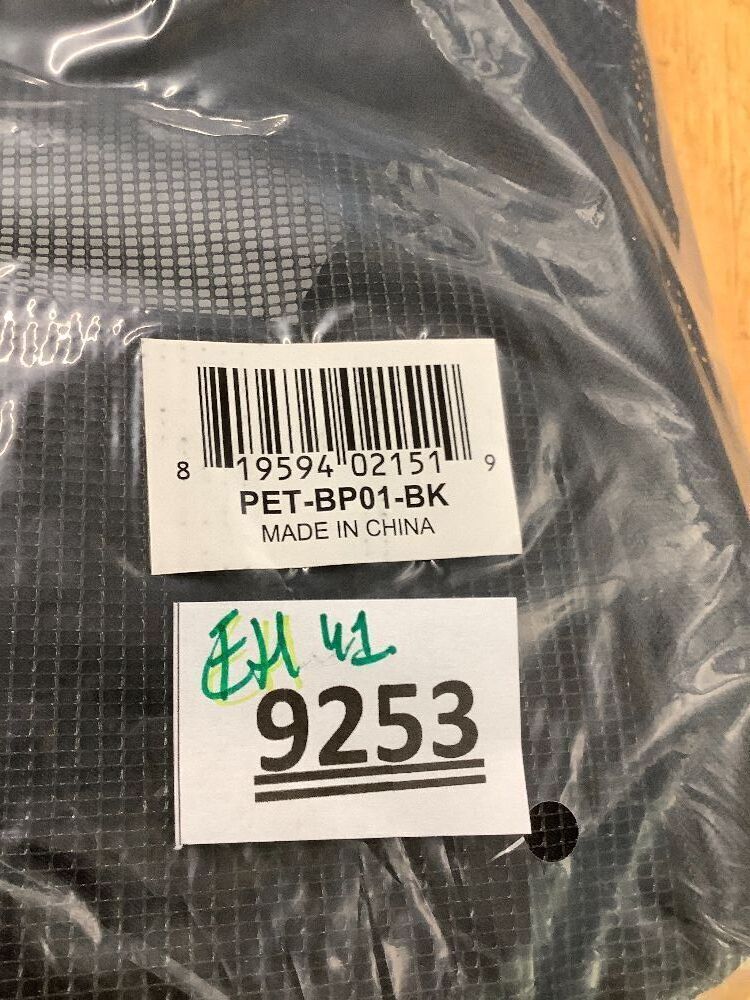 8 19594 02151 9
PET-BP01-BK
MADE IN CHINA
EH 41
9253